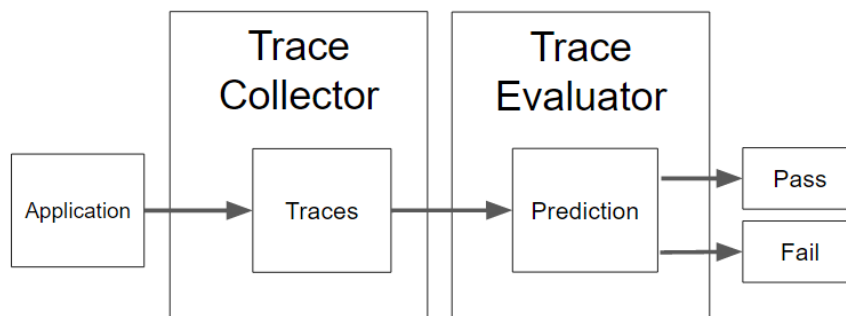 Trace
Collector
Trace
Evaluator
Application
Traces
Prediction
Pass
Fail